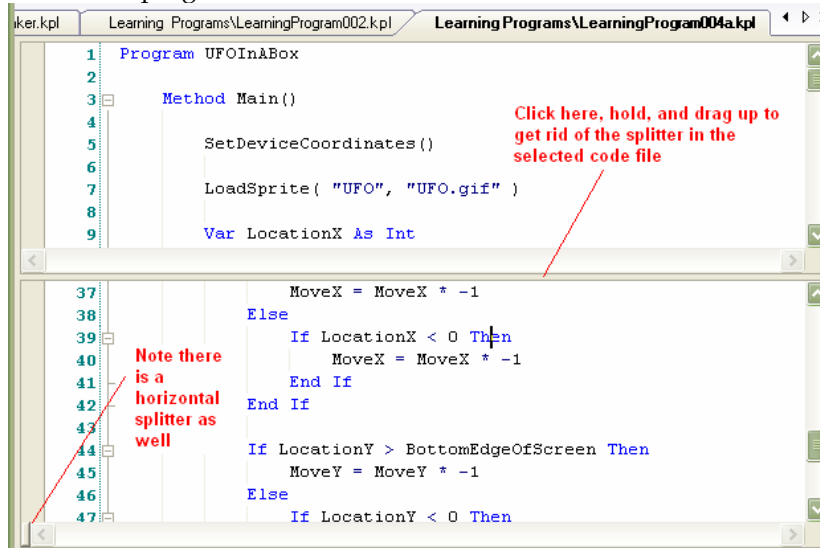 ker.kpl Learning Programs\LearningProgram002.kpl Learning Programs\LearningProgram004a.kpl
1 Program UFOInABox
2
3 Method Main()
4
5 SetDeviceCoordinates()
6
7 LoadSprite( "UFO", "UFO.gif" )
8
9 Var LocationX As Int
Click here, hold, and drag up to
get rid of the splitter in the
selected code file
37 MoveX = MoveX * -1
38 Else
39 If LocationX < 0 Then
40 MoveX = MoveX * -1
41 End If
42 End If
43
44 If LocationY > BottomEdgeOfScreen Then
45 MoveY = MoveY * -1
46 Else
47 If LocationY < 0 Then
Note there
is a
horizontal
splitter as
well